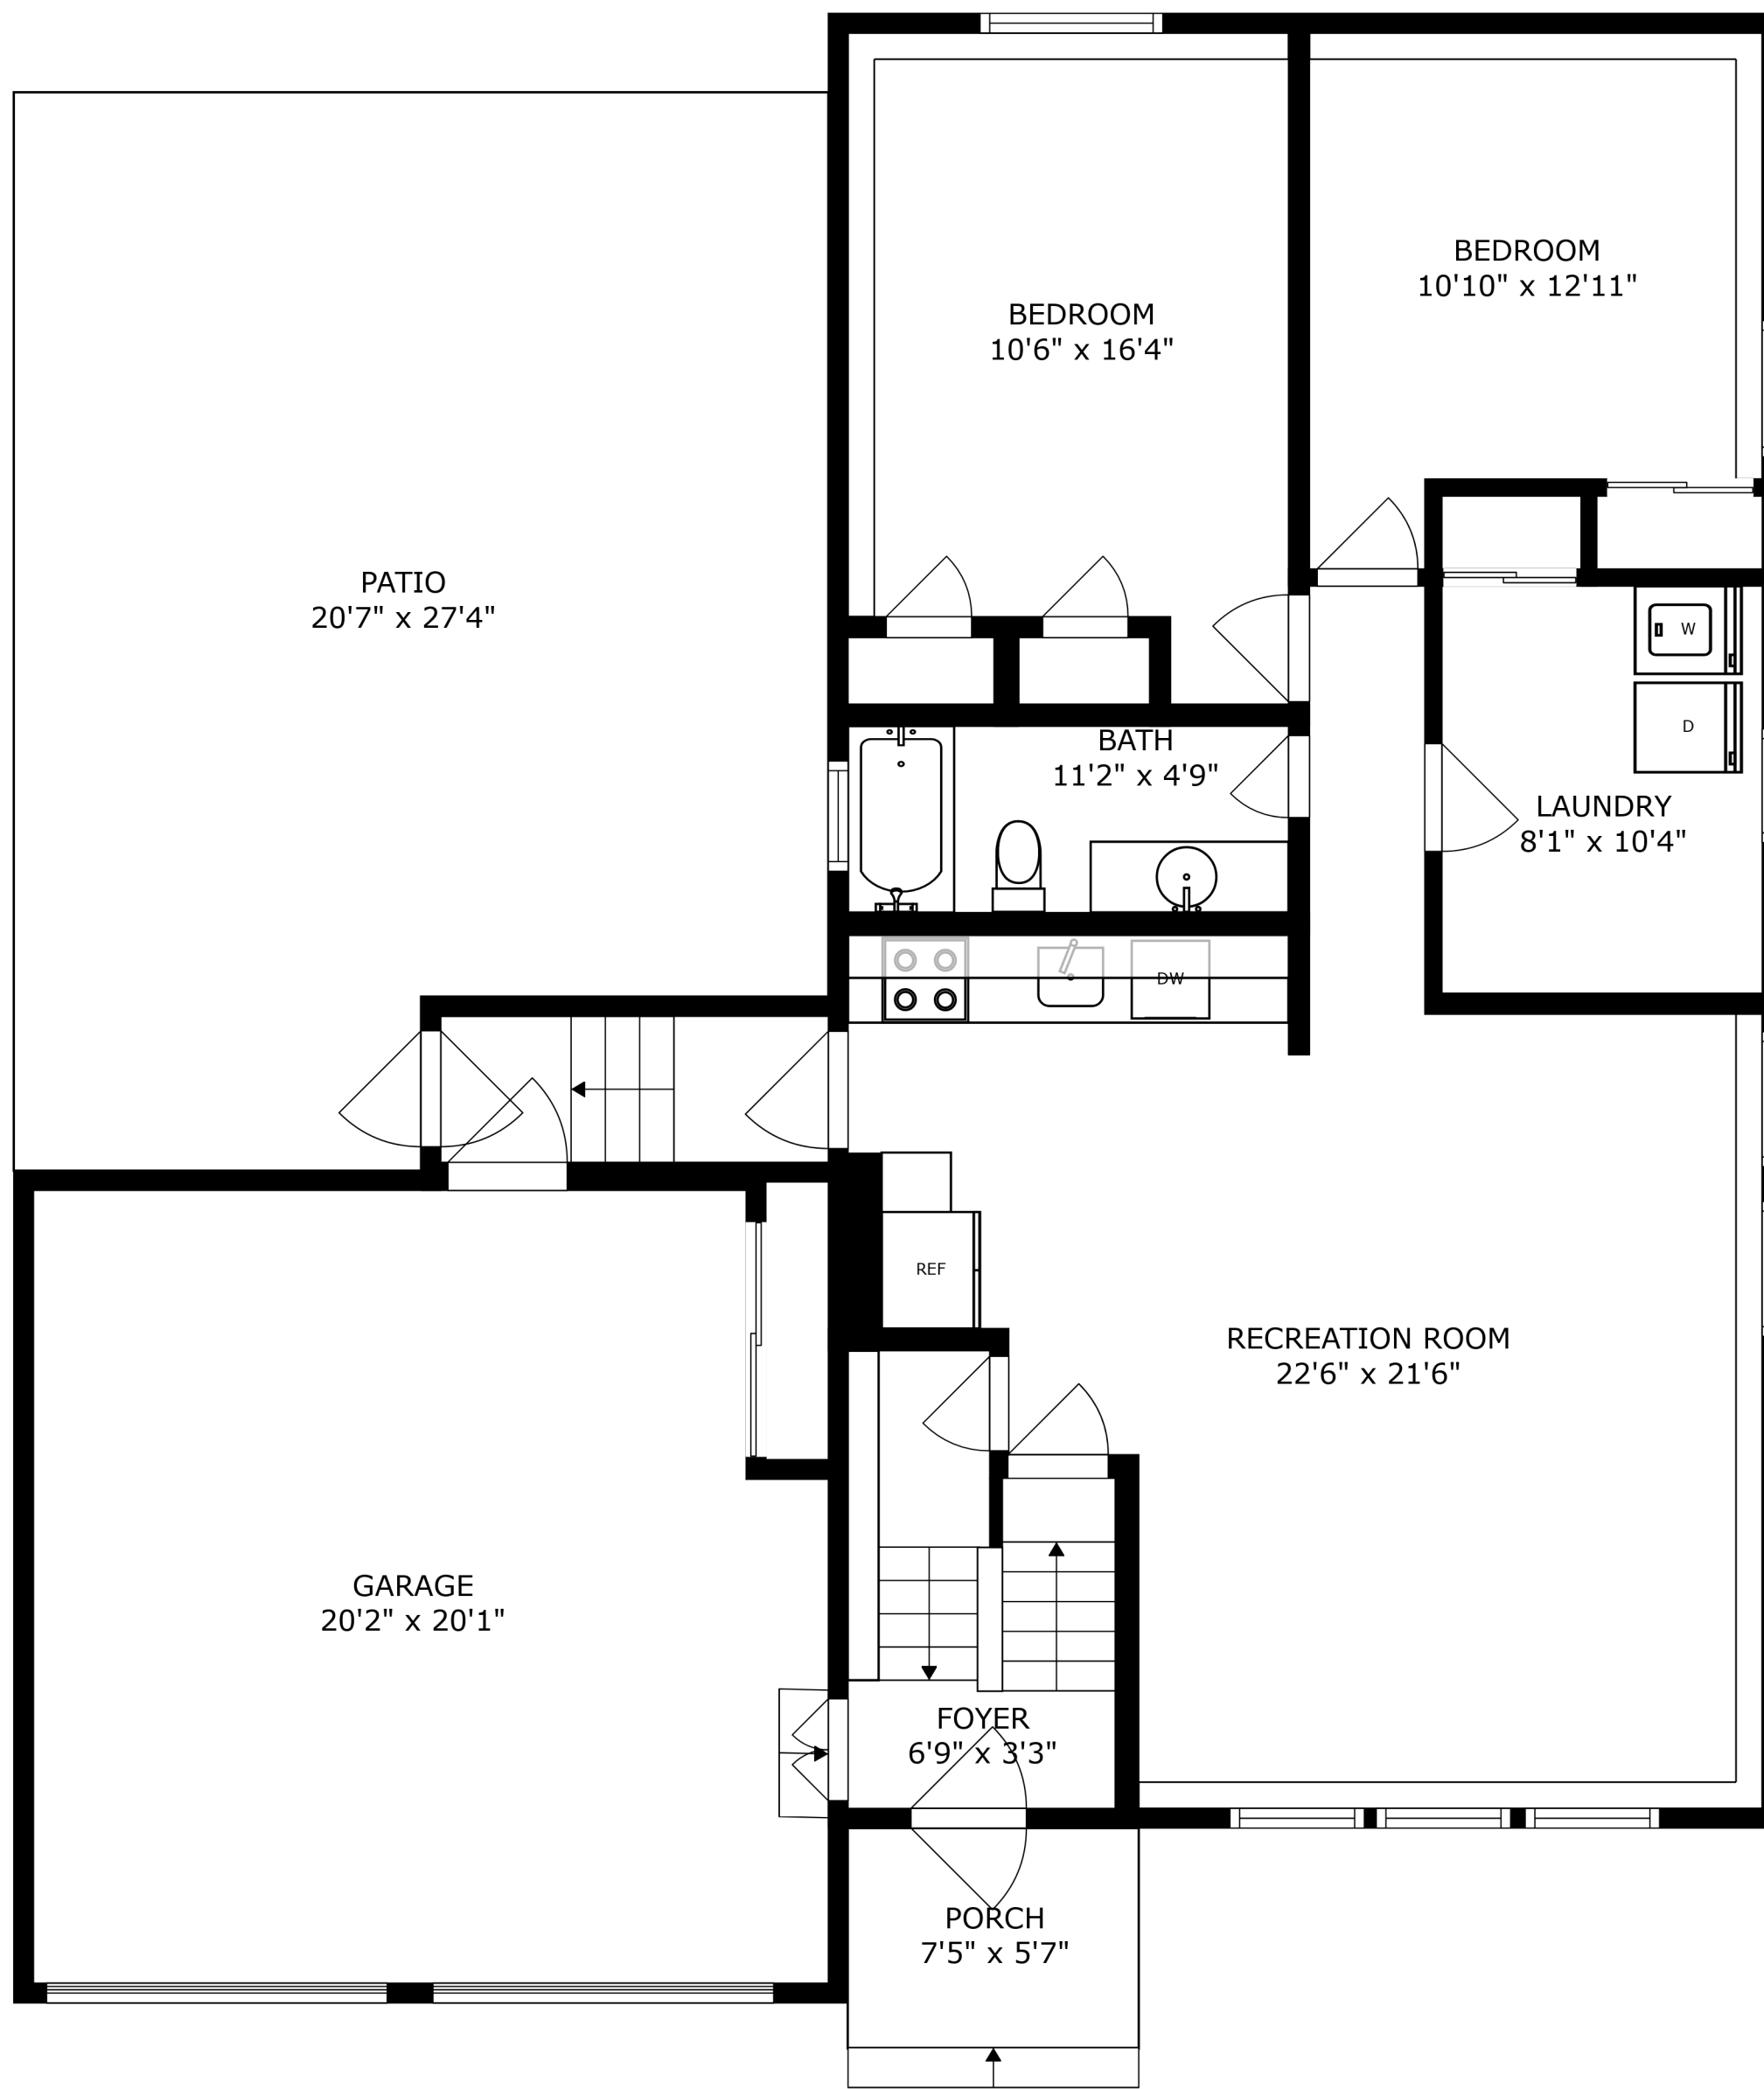 BEDROOM
10'10" x 12'11"
BEDROOM
10'6" x 16'4"
PATIO
20'7" x 27'4"
W
D
BATH
11'2" x 4'9"
LAUNDRY
8'1" x 10'4"
DW
REF
RECREATION ROOM
22'6" x 21'6"
GARAGE
20'2" x 20'1"
FOYER
6'9" x 3'3"
PORCH
7'5" x 5'7"